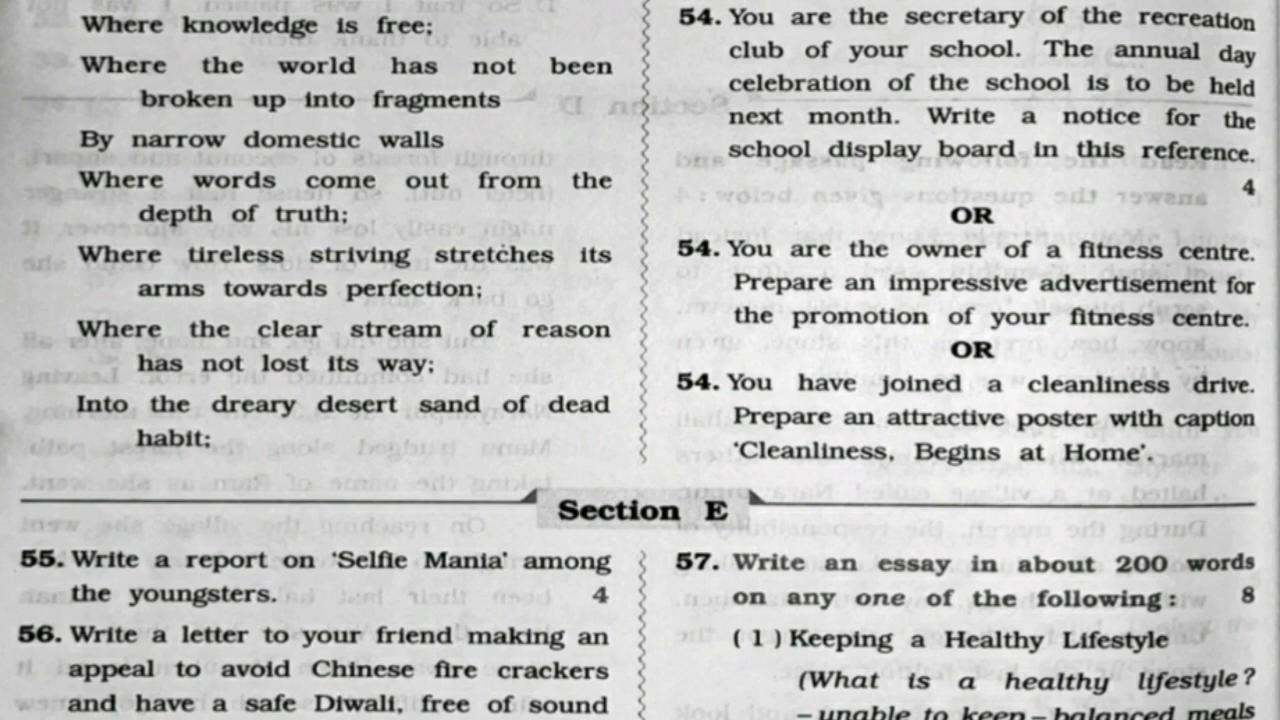 Where knowledge is free;
Where the world has not been
broken up into fragments
By narrow domestic walls
Where words come out from the
depth of truth;
Where tireless striving stretches its
arms towards perfection;
Where the clear stream of reason
has not lost its way;
Into the dreary desert sand of dead
habit;
54. You are the secretary of the recreation
club of your school. The annual day
celebration of the school is to be held
next month. Write a notice for the
school display board in this reference.
4
OR
54. You are the owner of a fitness centre.
Prepare an impressive advertisement for
the promotion of your fitness centre.
OR
54. You have joined a cleanliness drive.
Prepare an attractive poster with caption
'Cleanliness, Begins at Home'.
Section E
55. Write a report on 'Selfie Mania' among
the youngsters. 4
56. Write a letter to your friend making an
appeal to avoid Chinese fire crackers
and have a safe Diwali, free of sound
57. Write an essay in about 200 words
on any one of the following: 8
( 1 ) Keeping a Healthy Lifestyle
(What is a healthy lifestyle?
– unable to keep – balanced meals